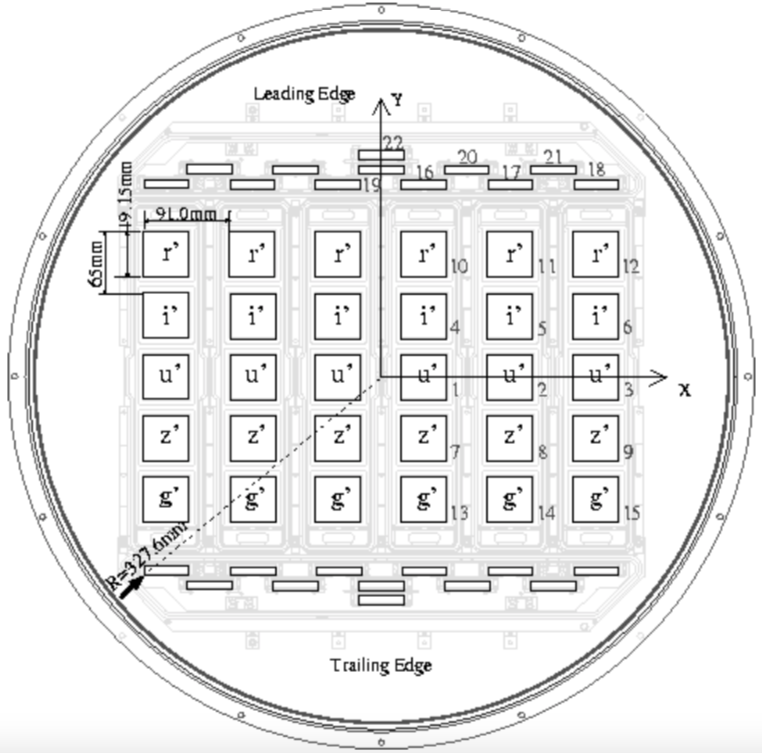 Leading Edge
Y
22
20
21
19
16
17
18
49.15mm
91.0mm
65mm
r' r' r' r' r' r'
10 11 12
i' i' i' i' i' i'
4 5 6
u' u' u' u' u' u'
1 2 3
X
z' z' z' z' z' z'
7 8 9
g' g' g' g' g' g'
13 14 15
R=327.6mm
Trailing Edge